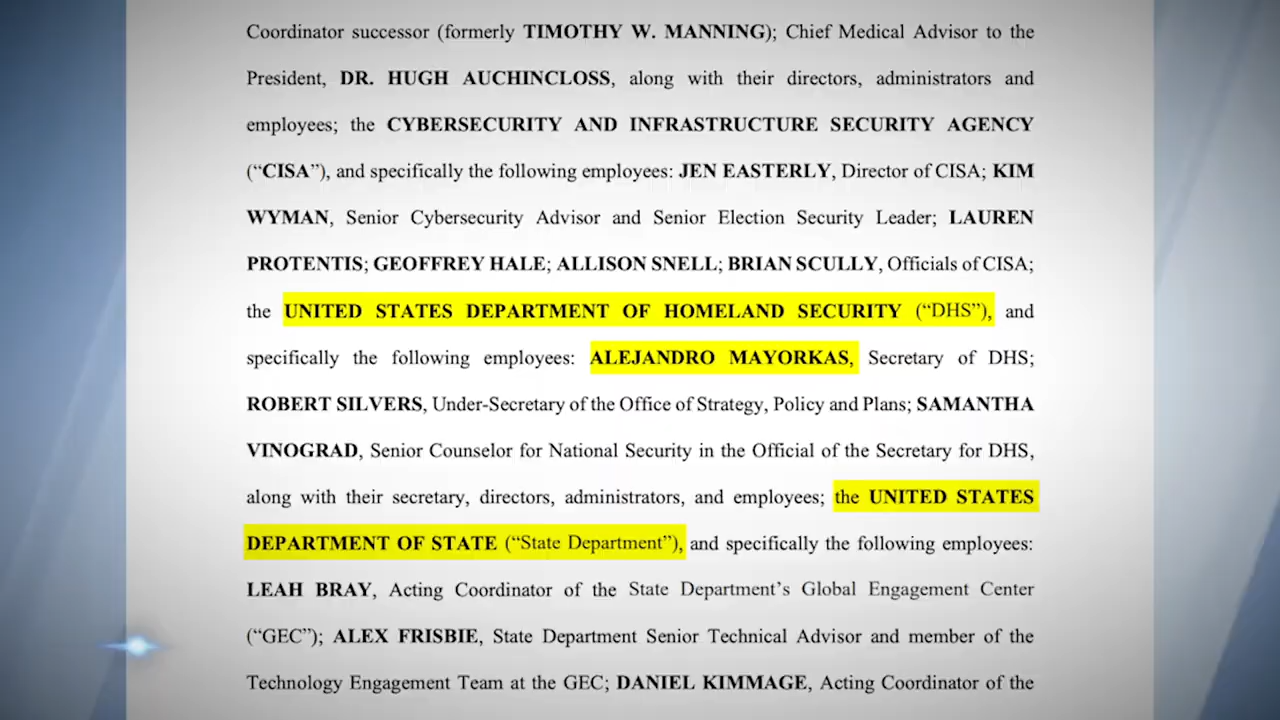 Coordinator successor (formerly TIMOTHY W. MANNING); Chief Medical Advisor to the
President, DR. HUGH AUCHINCLOSS, along with their directors, administrators and
employees; the CYBERSECURITY AND INFRASTRUCTURE SECURITY AGENCY
(“CISA”), and specifically the following employees: JEN EASTERLY, Director of CISA; KIM
WYMAN, Senior Cybersecurity Advisor and Senior Election Security Leader; LAUREN
PROTENTIS; GEOFFREY HALE; ALLISON SNELL; BRIAN SCULLY, Officials of CISA;
the UNITED STATES DEPARTMENT OF HOMELAND SECURITY (“DHS”), and
specifically the following employees: ALEJANDRO MAYORKAS, Secretary of DHS;
ROBERT SILVERS, Under-Secretary of the Office of Strategy, Policy and Plans; SAMANTHA
VINOGRAD, Senior Counselor for National Security in the Official of the Secretary for DHS,
along with their secretary, directors, administrators, and employees; the UNITED STATES
DEPARTMENT OF STATE (“State Department”), and specifically the following employees:
LEAH BRAY, Acting Coordinator of the State Department’s Global Engagement Center
(“GEC”); ALEX FRISBIE, State Department Senior Technical Advisor and member of the
Technology Engagement Team at the GEC; DANIEL KIMMAGE, Acting Coordinator of the